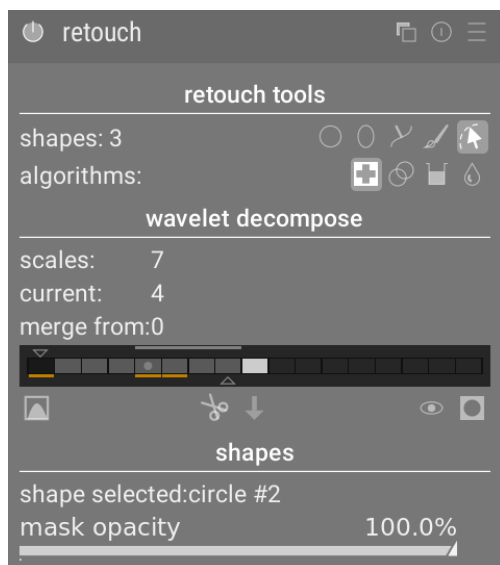 retouch
retouch tools
shapes: 3
algorithms:
wavelet decompose
scales: 7
current: 4
merge from:0
shapes
shape selected:circle #2
mask opacity 100.0%